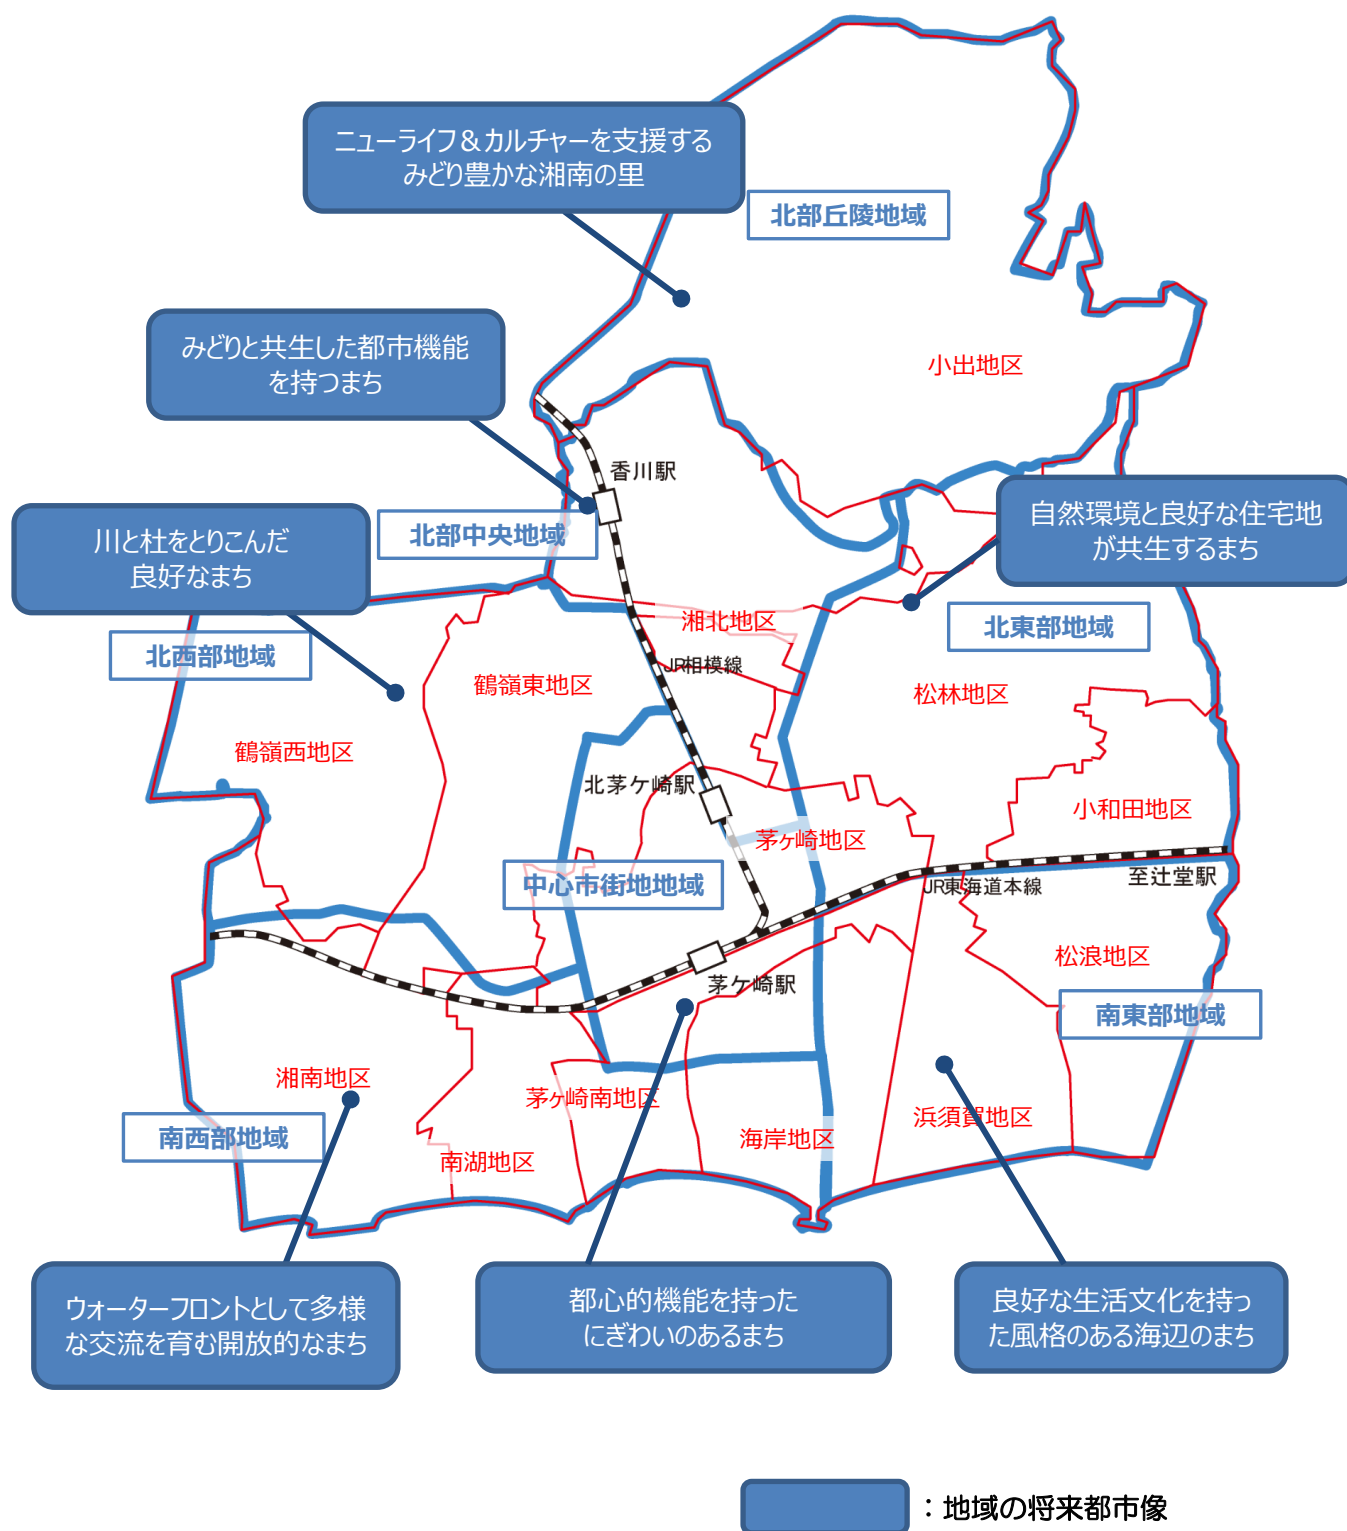 ニューライフ＆カルチャーを支援する
みどり豊かな湘南の里
北部丘陵地域
みどりと共生した都市機能
を持つまち
小出地区
香川駅
川と杜をとりこんだ
良好なまち
北部中央地域
自然環境と良好な住宅地
が共生するまち
湘北地区
北東部地域
北西部地域
JR相模線
鶴嶺東地区
松林地区
鶴嶺西地区
北茅ケ崎駅
小和田地区
茅ヶ崎地区
中心市街地地域
JR東海道本線
至辻堂駅
松浪地区
茅ケ崎駅
南東部地域
湘南地区
茅ヶ崎南地区
浜須賀地区
南西部地域
海岸地区
南湖地区
ウォーターフロントとして多様
な交流を育む開放的なまち
都心的機能を持った
にぎわいのあるまち
良好な生活文化を持っ
た風格のある海辺のまち
：地域の将来都市像